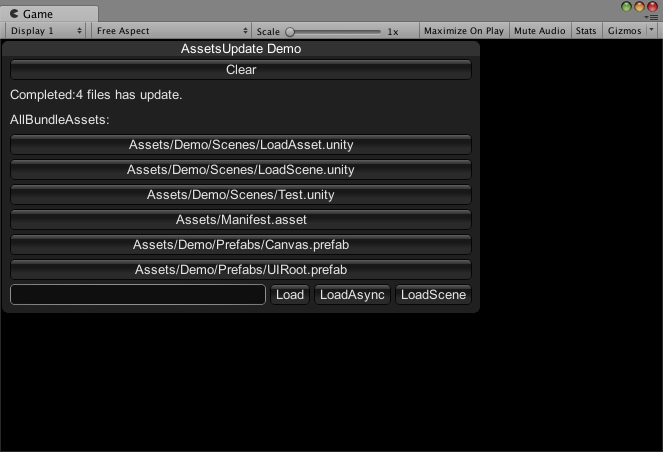 Game
Display 1 Free Aspect Scale 1x Maximize On Play Mute Audio Stats Gizmos
AssetsUpdate Demo
Clear
Completed:4 files has update.
AllBundleAssets:
Assets/Demo/Scenes/LoadAsset.unity
Assets/Demo/Scenes/LoadScene.unity
Assets/Demo/Scenes/Test.unity
Assets/Manifest.asset
Assets/Demo/Prefabs/Canvas.prefab
Assets/Demo/Prefabs/UIRoot.prefab
Load LoadAsync LoadScene